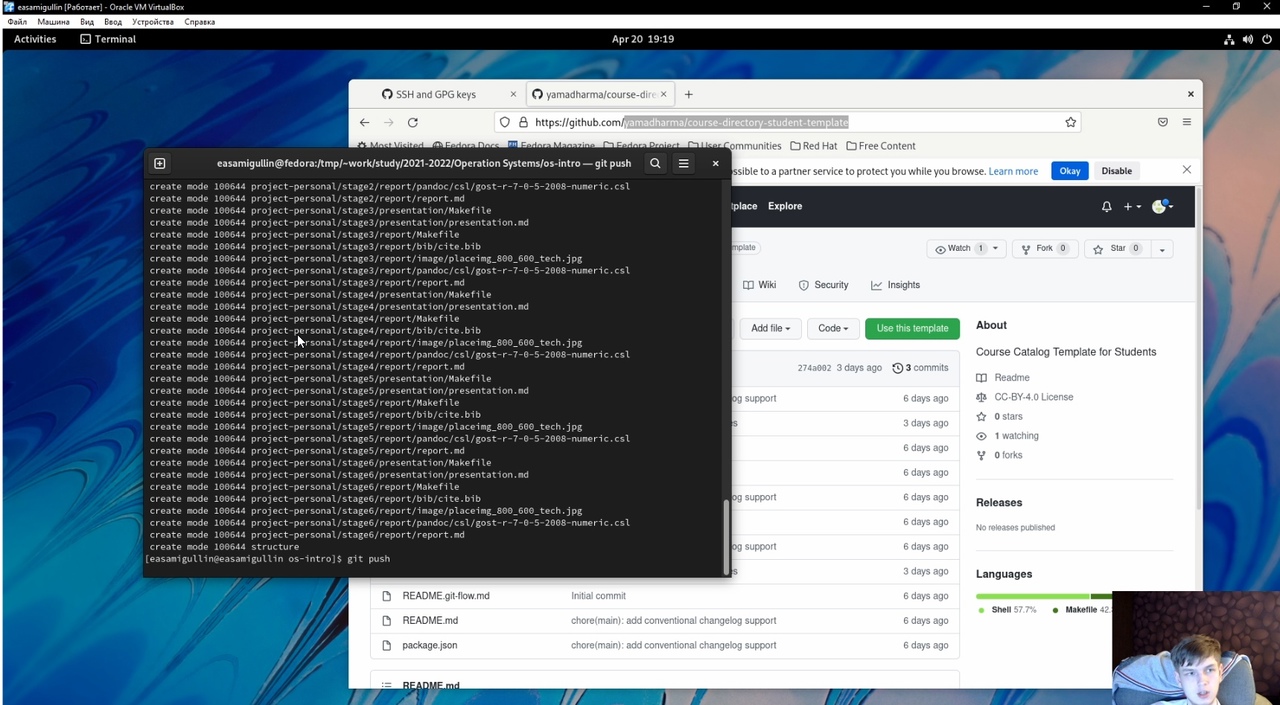 easamigullin [Работает] - Oracle VM VirtualBox
Файл Машина Вид Ввод Устройства Справка
Activities Terminal Apr 20 19:19
SSH and GPG keys yamadharma/course-dire
https://github.com/yamadharma/course-directory-student-template
Most Visited Fedora Docs Fedora Magazine Fedora Project User Communities Red Hat Free Content
easamigullin@fedora:/tmp/~work/study/2021-2022/Operation Systems/os-intro — git push
create mode 100644 project-personal/stage2/report/pandoc/csl/gost-r-7-0-5-2008-numeric.csl
create mode 100644 project-personal/stage2/report/report.md
create mode 100644 project-personal/stage3/presentation/Makefile
create mode 100644 project-personal/stage3/presentation/presentation.md
create mode 100644 project-personal/stage3/report/Makefile
create mode 100644 project-personal/stage3/report/bib/cite.bib
create mode 100644 project-personal/stage3/report/image/placeimg_800_600_tech.jpg
create mode 100644 project-personal/stage3/report/pandoc/csl/gost-r-7-0-5-2008-numeric.csl
create mode 100644 project-personal/stage3/report/report.md
create mode 100644 project-personal/stage4/presentation/Makefile
create mode 100644 project-personal/stage4/presentation/presentation.md
create mode 100644 project-personal/stage4/report/Makefile
create mode 100644 project-personal/stage4/report/bib/cite.bib
create mode 100644 project-personal/stage4/report/image/placeimg_800_600_tech.jpg
create mode 100644 project-personal/stage4/report/pandoc/csl/gost-r-7-0-5-2008-numeric.csl
create mode 100644 project-personal/stage4/report/report.md
create mode 100644 project-personal/stage5/presentation/Makefile
create mode 100644 project-personal/stage5/presentation/presentation.md
create mode 100644 project-personal/stage5/report/Makefile
create mode 100644 project-personal/stage5/report/bib/cite.bib
create mode 100644 project-personal/stage5/report/image/placeimg_800_600_tech.jpg
create mode 100644 project-personal/stage5/report/pandoc/csl/gost-r-7-0-5-2008-numeric.csl
create mode 100644 project-personal/stage5/report/report.md
create mode 100644 project-personal/stage6/presentation/Makefile
create mode 100644 project-personal/stage6/presentation/presentation.md
create mode 100644 project-personal/stage6/report/Makefile
create mode 100644 project-personal/stage6/report/bib/cite.bib
create mode 100644 project-personal/stage6/report/image/placeimg_800_600_tech.jpg
create mode 100644 project-personal/stage6/report/pandoc/csl/gost-r-7-0-5-2008-numeric.csl
create mode 100644 project-personal/stage6/report/report.md
create mode 100644 structure
[easamigullin@easamigullin os-intro]$ git push
ssible to a partner service to protect you while you browse. Learn more Okay Disable
tplace Explore
mplate Watch 1 Fork 0 Star 0
Wiki Security Insights
Add file Code Use this template
274a002 3 days ago 3 commits
og support 6 days ago
es 3 days ago
og support 6 days ago
6 days ago
og support 6 days ago
6 days ago
og support 6 days ago
es 3 days ago
README.git-flow.md Initial commit 6 days ago
README.md chore(main): add conventional changelog support 6 days ago
package.json chore(main): add conventional changelog support 6 days ago
README.md
About
Course Catalog Template for Students
Readme
CC-BY-4.0 License
0 stars
1 watching
0 forks
Releases
No releases published
Languages
Shell 57.7% Makefile 42.